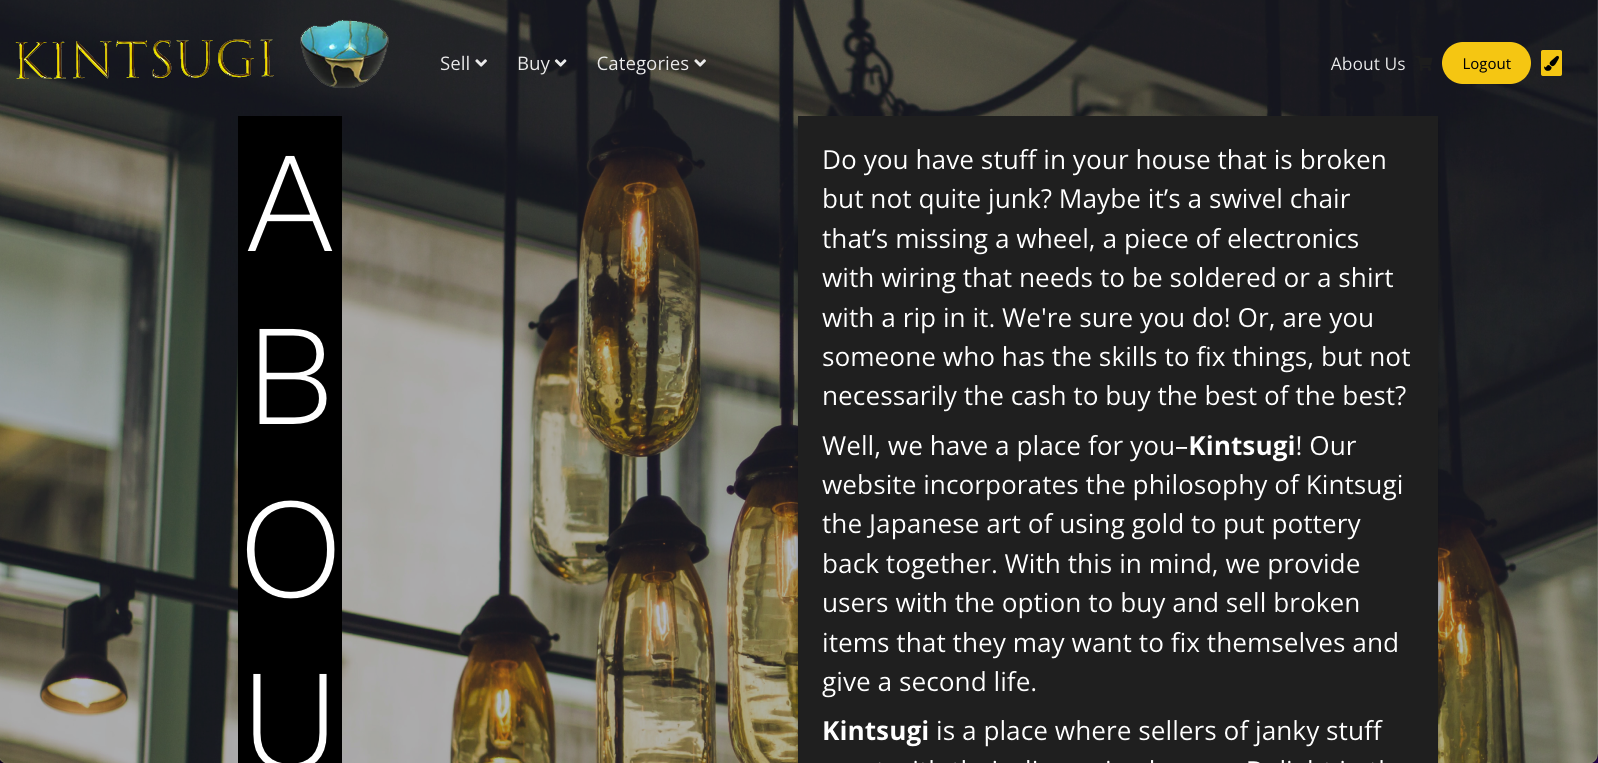 KINTSUGI
Sell
Buy
Categories
About Us
Logout
A
B
O
U
Do you have stuff in your house that is broken
but not quite junk? Maybe it’s a swivel chair
that’s missing a wheel, a piece of electronics
with wiring that needs to be soldered or a shirt
with a rip in it. We're sure you do! Or, are you
someone who has the skills to fix things, but not
necessarily the cash to buy the best of the best?
Well, we have a place for you–Kintsugi! Our
website incorporates the philosophy of Kintsugi
the Japanese art of using gold to put pottery
back together. With this in mind, we provide
users with the option to buy and sell broken
items that they may want to fix themselves and
give a second life.
Kintsugi is a place where sellers of janky stuff